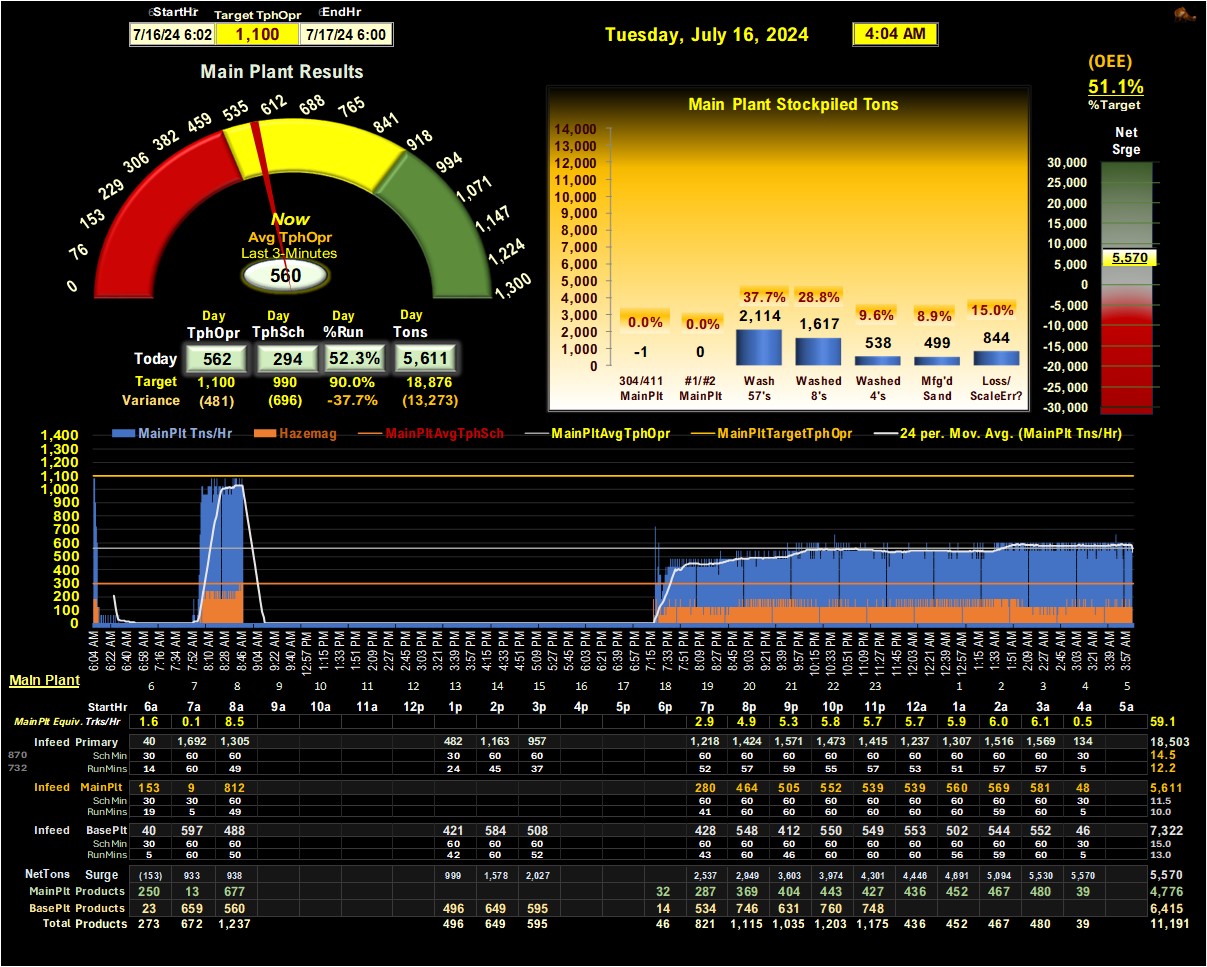 StartHr Target TphOpr EndHr
7/16/24 6:02 1,100 7/17/24 6:00
Tuesday, July 16, 2024 4:04 AM
(OEE)
51.1%
%Target
Main Plant Results
0 76 153 229 306 382 459 535 612 688 765 841 918 994 1,071 1,147 1,224 1,300
Now
Avg TphOpr
Last 3-Minutes
560
Day Day Day Day
TphOpr TphSch %Run Tons
Today 562 294 52.3% 5,611
Target 1,100 990 90.0% 18,876
Variance (481) (696) -37.7% (13,273)
Main Plant Stockpiled Tons
14,000
13,000
12,000
11,000
10,000
9,000
8,000
7,000
6,000
5,000
4,000
3,000
2,000
1,000
0
0.0% 0.0% 37.7% 28.8% 9.6% 8.9% 15.0%
-1 0 2,114 1,617 538 499 844
304/411 #1/#2 Wash Washed Washed Mfg'd Loss/
MainPlt MainPlt 57's 8's 4's Sand ScaleErr?
Net
Srge
30,000
25,000
20,000
15,000
10,000
5,000
0
-5,000
-10,000
-15,000
-20,000
-25,000
-30,000
5,570
MainPlt Tns/Hr Hazemag MainPltAvgTphSch MainPltAvgTphOpr MainPltTargetTphOpr 24 per. Mov. Avg. (MainPlt Tns/Hr)
1,400
1,300
1,200
1,100
1,000
900
800
700
600
500
400
300
200
100
0
6:04 AM 6:22 AM 6:40 AM 6:58 AM 7:16 AM 7:34 AM 7:52 AM 8:10 AM 8:28 AM 8:46 AM 9:04 AM 9:22 AM 9:40 AM 12:57 PM 1:15 PM 1:33 PM 1:51 PM 2:09 PM 2:27 PM 2:45 PM 3:03 PM 3:21 PM 3:39 PM 3:57 PM 4:15 PM 4:33 PM 4:51 PM 5:09 PM 5:27 PM 5:45 PM 6:03 PM 6:21 PM 6:39 PM 6:57 PM 7:15 PM 7:51 PM 8:09 PM 8:27 PM 8:45 PM 9:03 PM 9:21 PM 9:39 PM 9:57 PM 10:15 PM 10:33 PM 10:51 PM 11:09 PM 11:27 PM 11:45 PM 12:03 AM 12:21 AM 12:39 AM 12:57 AM 1:15 AM 1:33 AM 1:51 AM 2:09 AM 2:27 AM 2:45 AM 3:03 AM 3:21 AM 3:39 AM 3:57 AM
Main Plant
6 7 8 9 10 11 12 13 14 15 16 17 18 19 20 21 22 23 1 2 3 4 5
StartHr 6a 7a 8a 9a 10a 11a 12p 1p 2p 3p 4p 5p 6p 7p 8p 9p 10p 11p 12a 1a 2a 3a 4a 5a
MainPlt Equiv. Trks/Hr 1.6 0.1 8.5 2.9 4.9 5.3 5.8 5.7 5.7 5.9 6.0 6.1 0.5 59.1
Infeed Primary 40 1,692 1,305 482 1,163 957 1,218 1,424 1,571 1,473 1,415 1,237 1,307 1,516 1,569 134 18,503
870 Sch Min 30 60 60 30 60 60 60 60 60 60 60 60 60 60 60 30 14.5
732 RunMins 14 60 49 24 45 37 52 57 59 55 57 53 51 57 57 5 12.2
Infeed MainPlt 153 9 812 280 464 505 552 539 539 560 569 581 48 5,611
Sch Min 30 30 60 60 60 60 60 60 60 60 60 60 30 11.5
RunMins 19 5 49 41 60 60 60 60 60 60 59 60 5 10.0
Infeed BasePlt 40 597 488 421 584 508 428 548 412 550 549 553 502 544 552 46 7,322
Sch Min 30 60 60 60 60 60 60 60 60 60 60 60 60 60 60 30 15.0
RunMins 5 60 50 42 60 52 43 60 46 60 60 60 56 59 60 5 13.0
NetTons Surge (153) 933 938 999 1,578 2,027 2,537 2,949 3,603 3,974 4,301 4,446 4,691 5,094 5,530 5,570 5,570
MainPlt Products 250 13 677 32 287 369 404 443 427 436 452 467 480 39 4,776
BasePlt Products 23 659 560 496 649 595 14 534 746 631 760 748 6,415
Total Products 273 672 1,237 496 649 595 46 821 1,115 1,035 1,203 1,175 436 452 467 480 39 11,191